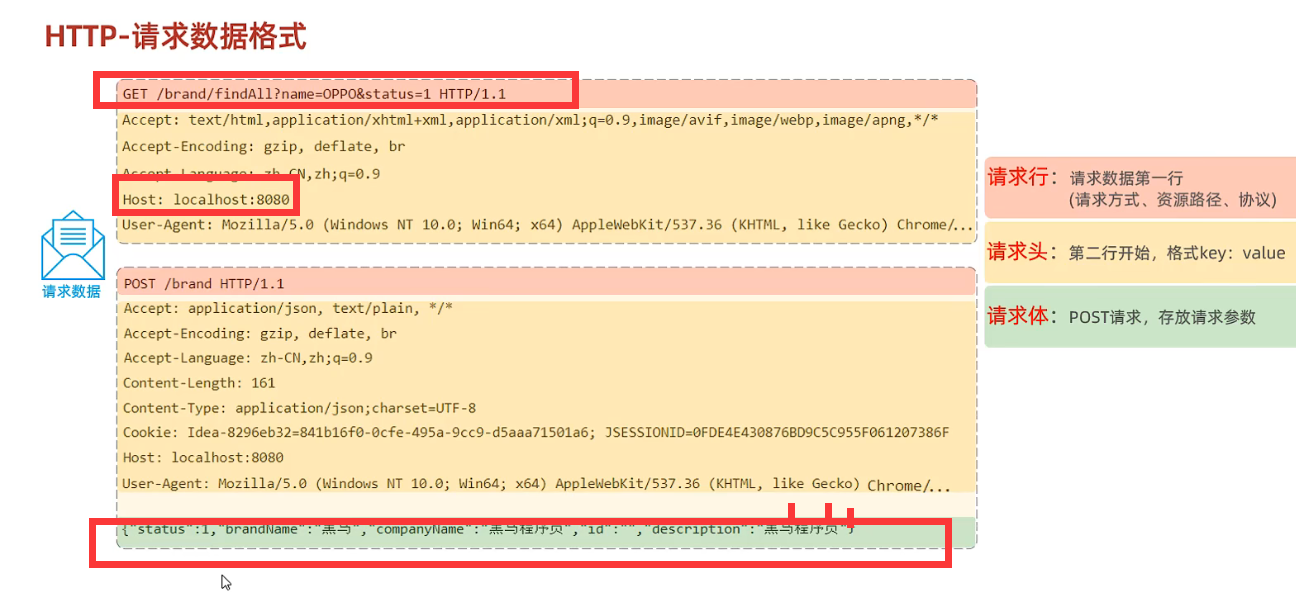 HTTP-请求数据格式
GET /brand/findAll?name=OPPO&status=1 HTTP/1.1
Accept: text/html,application/xhtml+xml,application/xml;q=0.9,image/avif,image/webp,image/apng,*/*
Accept-Encoding: gzip, deflate, br
Accept-Language: zh-CN,zh;q=0.9
Host: localhost:8080
User-Agent: Mozilla/5.0 (Windows NT 10.0; Win64; x64) AppleWebKit/537.36 (KHTML, like Gecko) Chrome/...
请求数据
POST /brand HTTP/1.1
Accept: application/json, text/plain, */*
Accept-Encoding: gzip, deflate, br
Accept-Language: zh-CN,zh;q=0.9
Content-Length: 161
Content-Type: application/json;charset=UTF-8
Cookie: Idea-8296eb32=841b16f0-0cfe-495a-9cc9-d5aaa71501a6; JSESSIONID=0FDE4E430876BD9C5C955F061207386F
Host: localhost:8080
User-Agent: Mozilla/5.0 (Windows NT 10.0; Win64; x64) AppleWebKit/537.36 (KHTML, like Gecko) Chrome/...
{"status":1,"brandName":"黑马","companyName":"黑马程序员","id":"","description":"黑马程序员"}
请求行：请求数据第一行
(请求方式、资源路径、协议)
请求头：第二行开始，格式key：value
请求体：POST请求，存放请求参数